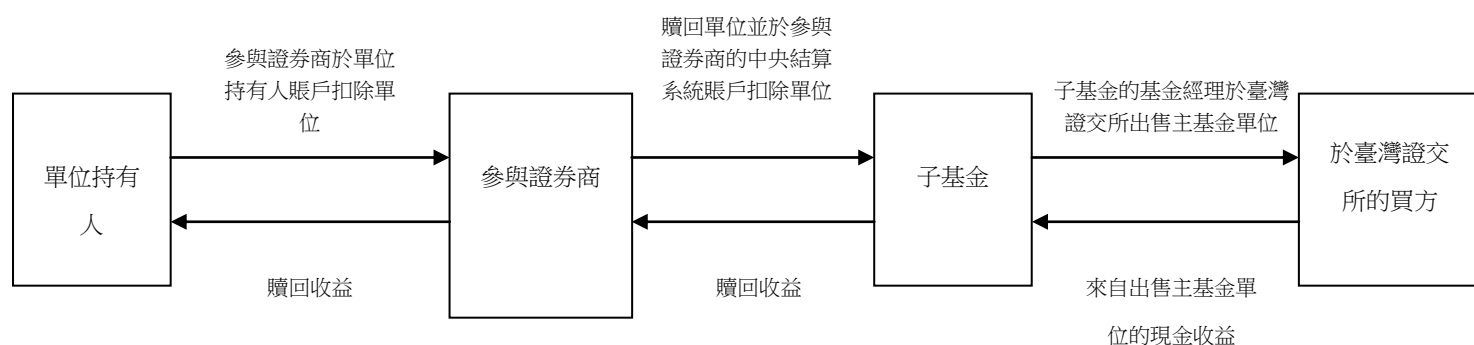 參與證券商於單位
持有人賬戶扣除單
位
贖回單位並於參與
證券商的中央結算
系統賬戶扣除單位
子基金的基金經理於臺灣
證交所出售主基金單位
單位持有
人
參與證券商
子基金
於臺灣證交
所的買方
贖回收益
贖回收益
來自出售主基金單
位的現金收益